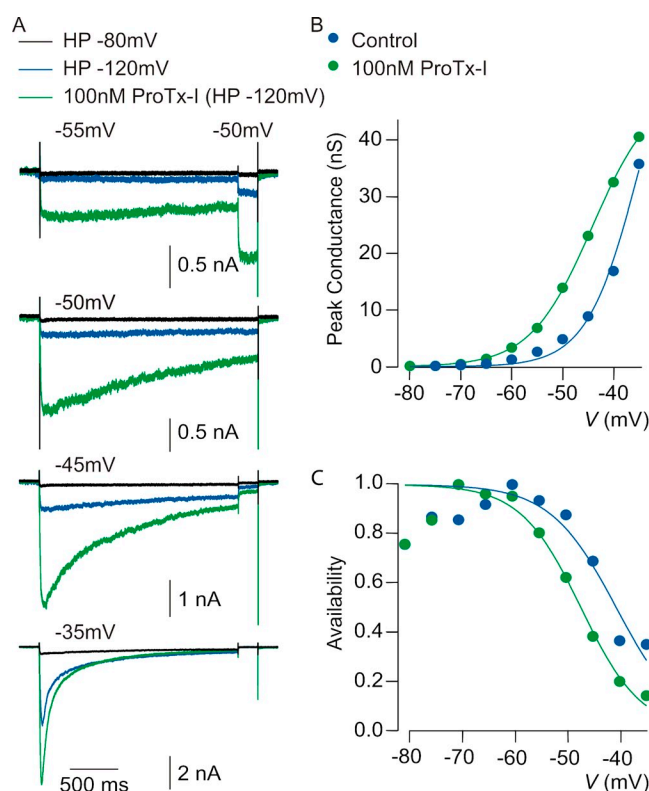 A
HP -80mV
HP -120mV
100nM ProTx-I (HP -120mV)
-55mV
-50mV
0.5 nA
-50mV
0.5 nA
-45mV
1 nA
-35mV
500 ms
2 nA
B
Control
100nM ProTx-I
Peak Conductance (nS)
40
30
20
10
0
-80
-70
-60
-50
-40
V (mV)
C
Availability
1.0
0.8
0.6
0.4
0.2
0.0
-80
-70
-60
-50
-40
V (mV)